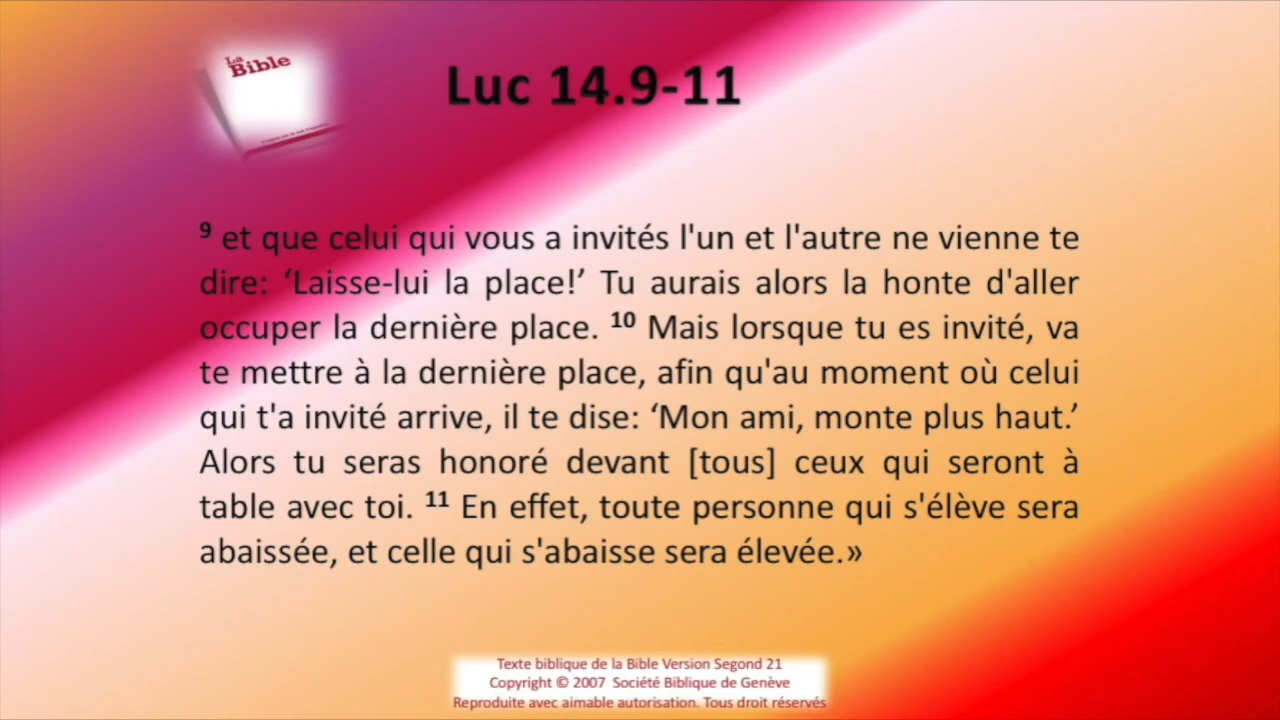 La
Bible
Luc 14.9-11
⁹ et que celui qui vous a invités l'un et l'autre ne vienne te
dire: ‘Laisse-lui la place!’ Tu aurais alors la honte d'aller
occuper la dernière place. ¹⁰ Mais lorsque tu es invité, va
te mettre à la dernière place, afin qu'au moment où celui
qui t'a invité arrive, il te dise: ‘Mon ami, monte plus haut.’
Alors tu seras honoré devant [tous] ceux qui seront à
table avec toi. ¹¹ En effet, toute personne qui s'élève sera
abaissée, et celle qui s'abaisse sera élevée.»
Texte biblique de la Bible Version Segond 21
Copyright © 2007 Société Biblique de Genève
Reproduite avec aimable autorisation. Tous droit réservés